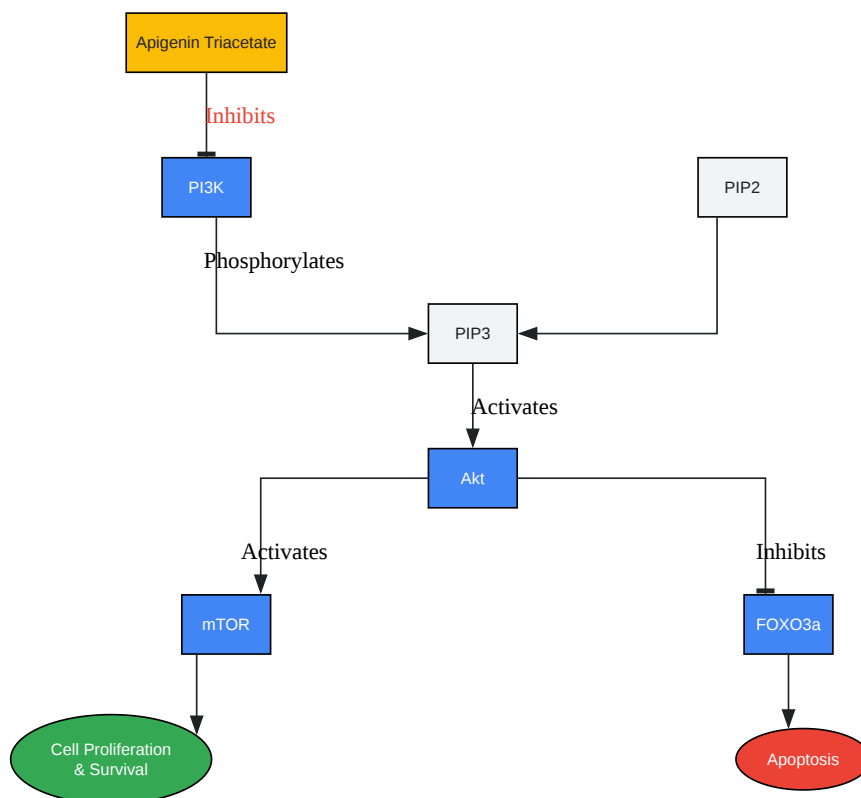 Apigenin Triacetate
Inhibits
PI3K
PIP2
Phosphorylates
PIP3
Activates
Akt
Activates
Inhibits
mTOR
FOXO3a
Cell Proliferation
& Survival
Apoptosis